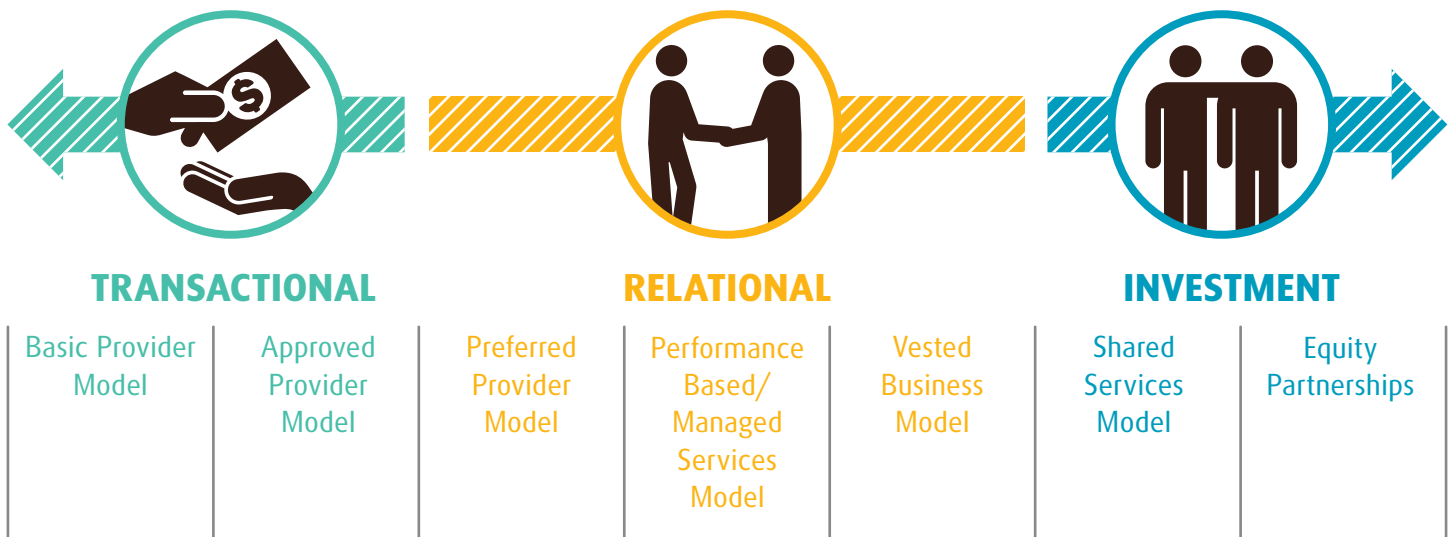 $
TRANSACTIONAL
RELATIONAL
INVESTMENT
Basic Provider
Model
Approved
Provider
Model
Preferred
Provider
Model
Performance
Based/
Managed
Services
Model
Vested
Business
Model
Shared
Services
Model
Equity
Partnerships